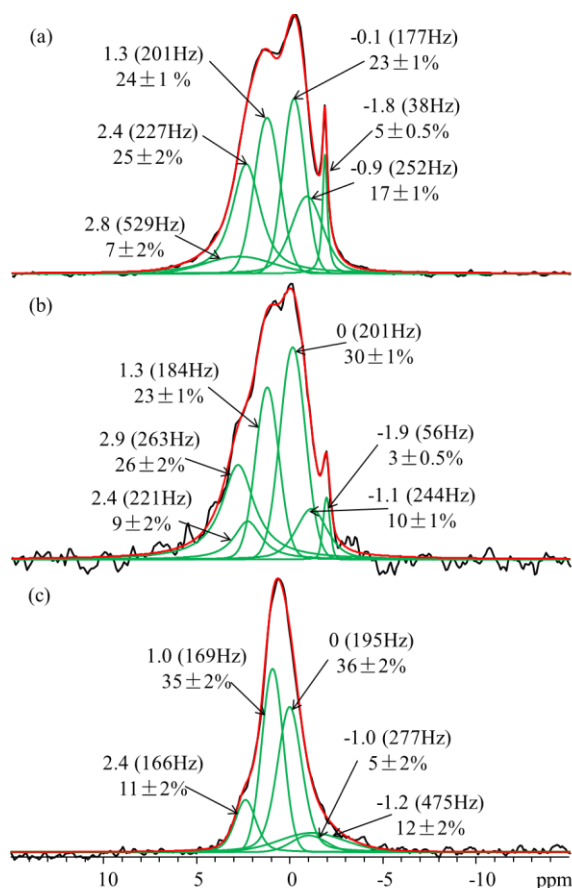 (a)
1.3 (201Hz)
24±1 %
-0.1 (177Hz)
23±1%
2.4 (227Hz)
25±2%
-1.8 (38Hz)
5±0.5%
-0.9 (252Hz)
17±1%
2.8 (529Hz)
7±2%
(b)
0 (201Hz)
30±1%
1.3 (184Hz)
23±1%
2.9 (263Hz)
26±2%
-1.9 (56Hz)
3±0.5%
2.4 (221Hz)
9±2%
-1.1 (244Hz)
10±1%
(c)
1.0 (169Hz)
35±2%
0 (195Hz)
36±2%
2.4 (166Hz)
11±2%
-1.0 (277Hz)
5±2%
-1.2 (475Hz)
12±2%
10 5 0 -5 -10 ppm